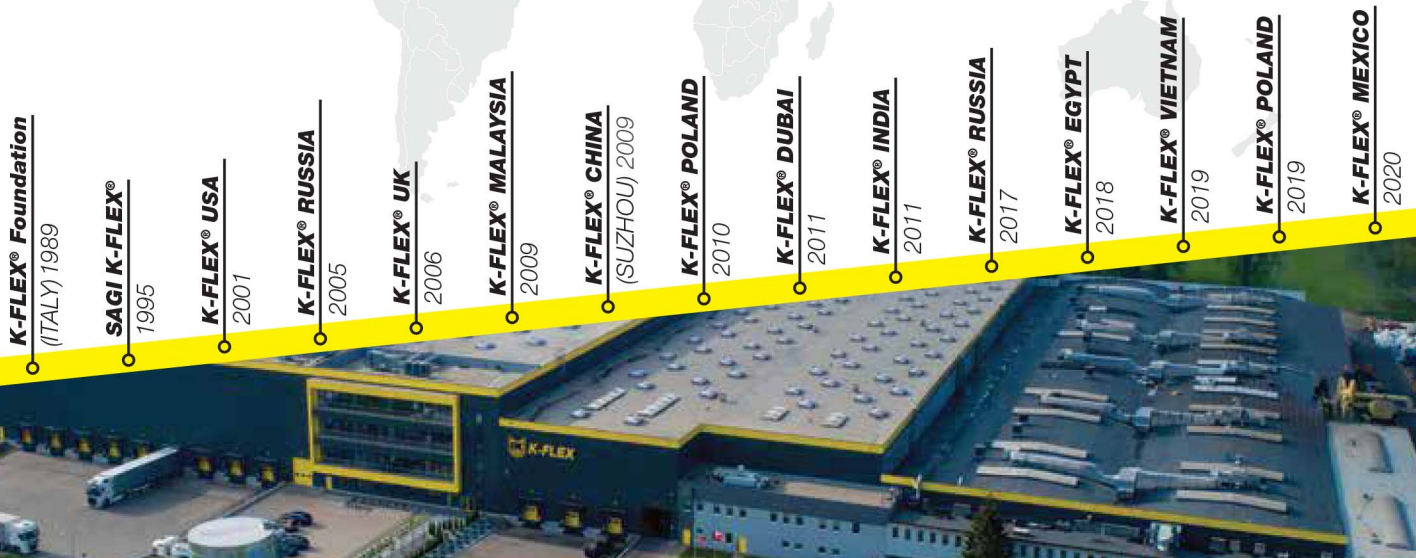 K-FLEX® Foundation
(ITALY) 1989
SAGI K-FLEX®
1995
K-FLEX® USA
2001
K-FLEX® RUSSIA
2005
K-FLEX® UK
2006
K-FLEX® MALAYSIA
2009
K-FLEX® CHINA
(SUZHOU) 2009
K-FLEX® POLAND
2010
K-FLEX® DUBAI
2011
K-FLEX® INDIA
2011
K-FLEX® RUSSIA
2017
K-FLEX® EGYPT
2018
K-FLEX® VIETNAM
2019
K-FLEX® POLAND
2019
K-FLEX® MEXICO
2020
K-FLEX